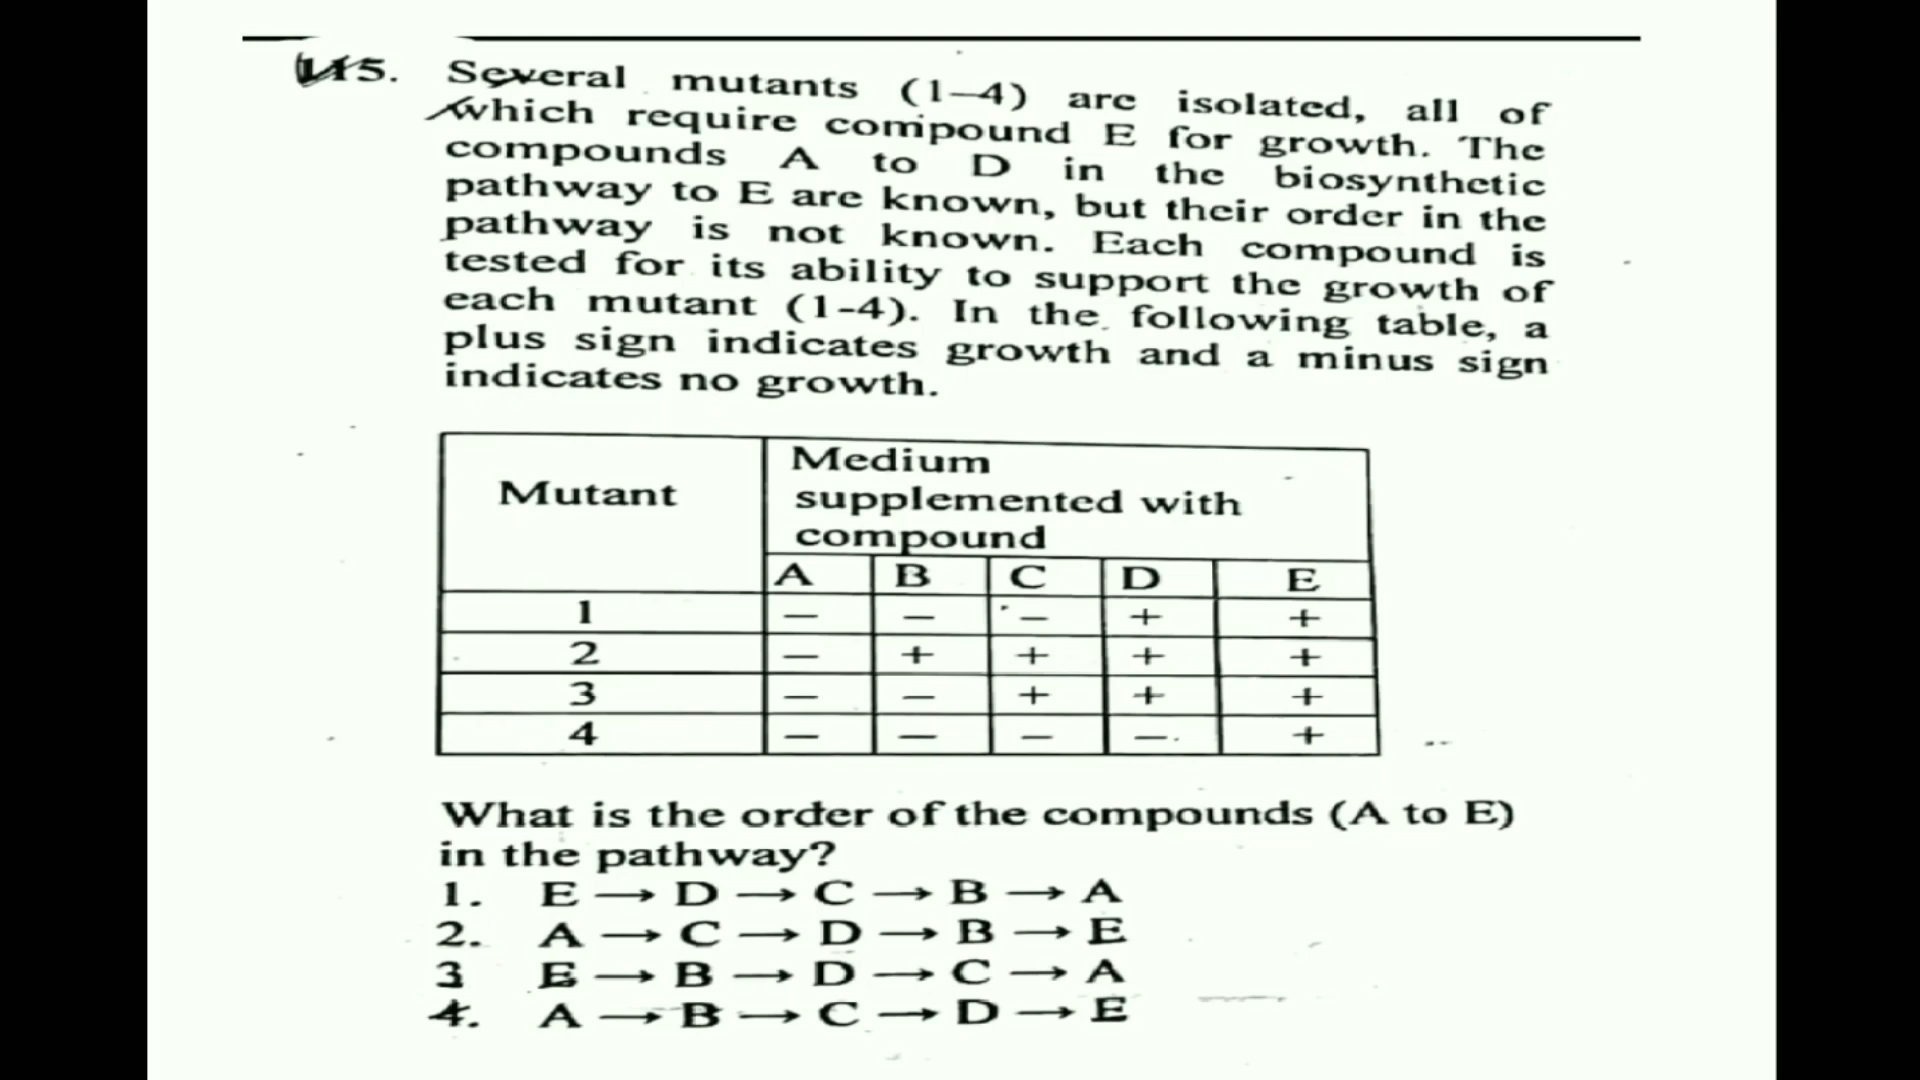 115. Several mutants (1–4) are isolated, all of
which require compound E for growth. The
compounds A to D in the biosynthetic
pathway to E are known, but their order in the
pathway is not known. Each compound is
tested for its ability to support the growth of
each mutant (1-4). In the following table, a
plus sign indicates growth and a minus sign
indicates no growth.
Mutant
Medium
supplemented with
compound
A B C D E
1 – – – + +
2 – + + + +
3 – – + + +
4 – – – – +
What is the order of the compounds (A to E)
in the pathway?
1. E → D → C → B → A
2. A → C → D → B → E
3 E → B → D → C → A
4. A → B → C → D → E